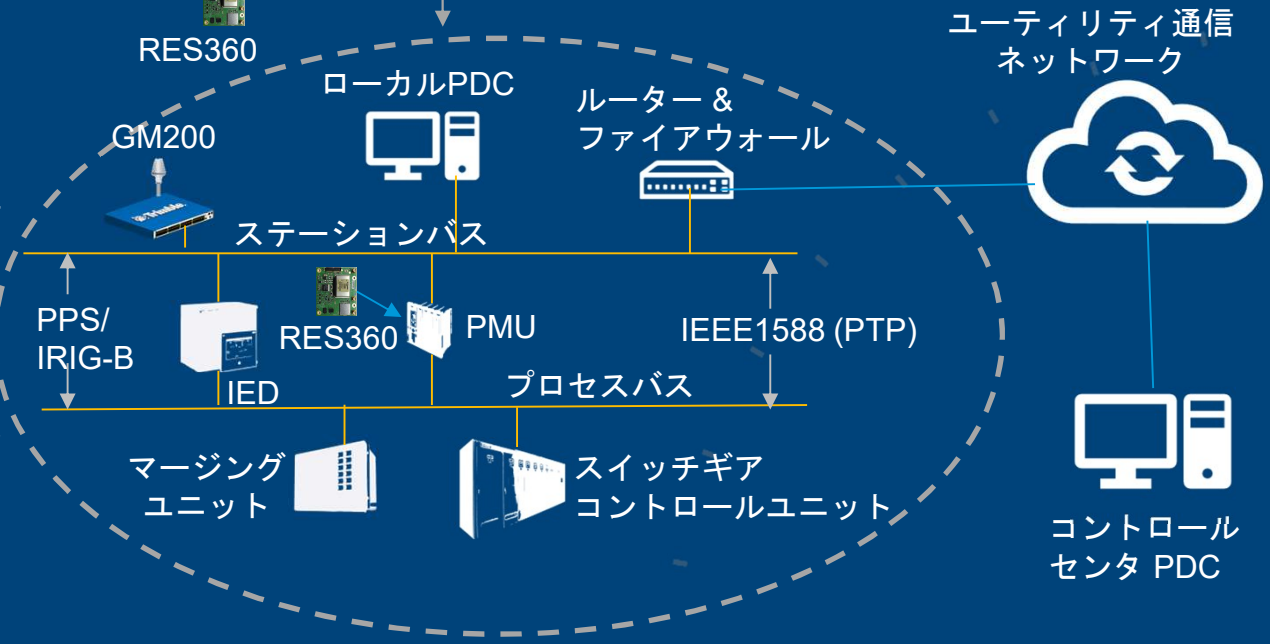 RES360
ユーティリティ通信
ネットワーク
ローカルPDC
ルーター &
ファイアウォール
GM200
Trimble
ステーションバス
PPS/
IRIG-B
RES360
PMU
IEEE1588 (PTP)
IED
プロセスバス
マージング
ユニット
スイッチギア
コントロールユニット
コントロール
センタ PDC